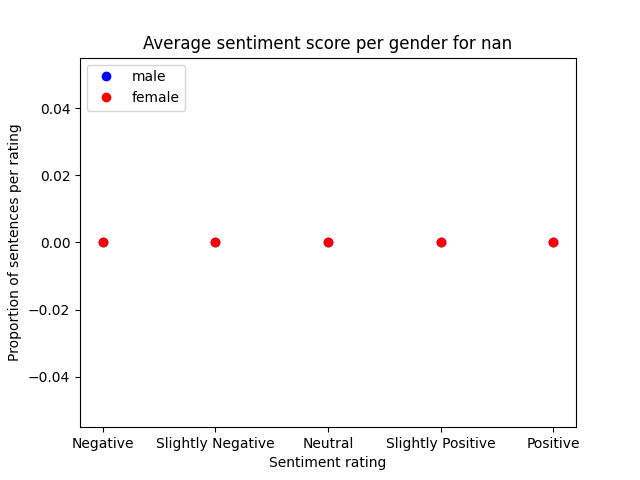 Average sentiment score per gender for nan
male
female
Proportion of sentences per rating
0.04
0.02
0.00
−0.02
−0.04
Negative
Slightly Negative
Neutral
Slightly Positive
Positive
Sentiment rating